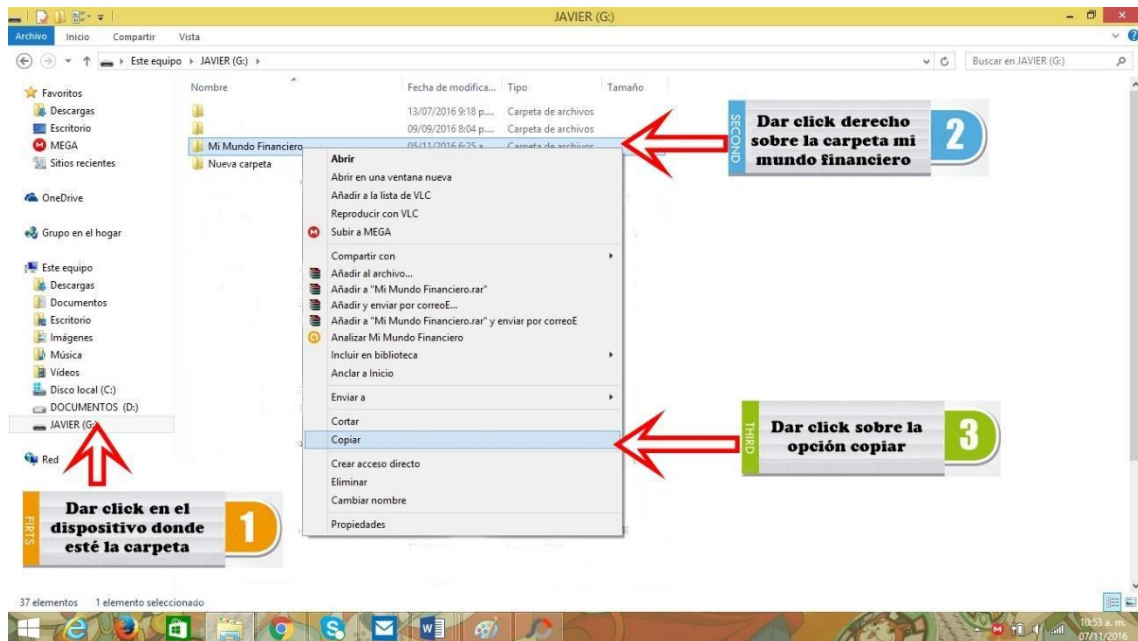 JAVIER (G:)
Archivo Inicio Compartir Vista
Este equipo JAVIER (G:)
Buscar en JAVIER (G:)
Favoritos
Descargas
Escritorio
MEGA
Sitios recientes
OneDrive
Grupo en el hogar
Este equipo
Descargas
Documentos
Escritorio
Imágenes
Música
Vídeos
Disco local (C:)
DOCUMENTOS (D:)
JAVIER (G:)
Red
Nombre Fecha de modifica... Tipo Tamaño
13/07/2016 9:18 p.... Carpeta de archivos
09/09/2016 8:04 p.... Carpeta de archivos
Mi Mundo Financiero 05/11/2016 6:25 a.... Carpeta de archivos
Nueva carpeta
Abrir
Abrir en una ventana nueva
Añadir a la lista de VLC
Reproducir con VLC
Subir a MEGA
Compartir con
Añadir al archivo...
Añadir a "Mi Mundo Financiero.rar"
Añadir y enviar por correoE...
Añadir a "Mi Mundo Financiero.rar" y enviar por correoE
Analizar Mi Mundo Financiero
Incluir en biblioteca
Anclar a Inicio
Enviar a
Cortar
Copiar
Crear acceso directo
Eliminar
Cambiar nombre
Propiedades
SECOND
Dar click derecho
sobre la carpeta mi
mundo financiero
2
THIRD
Dar click sobre la
opción copiar
3
FIRTS
Dar click en el
dispositivo donde
esté la carpeta
1
37 elementos 1 elemento seleccionado
10:53 a. m.
07/11/2016